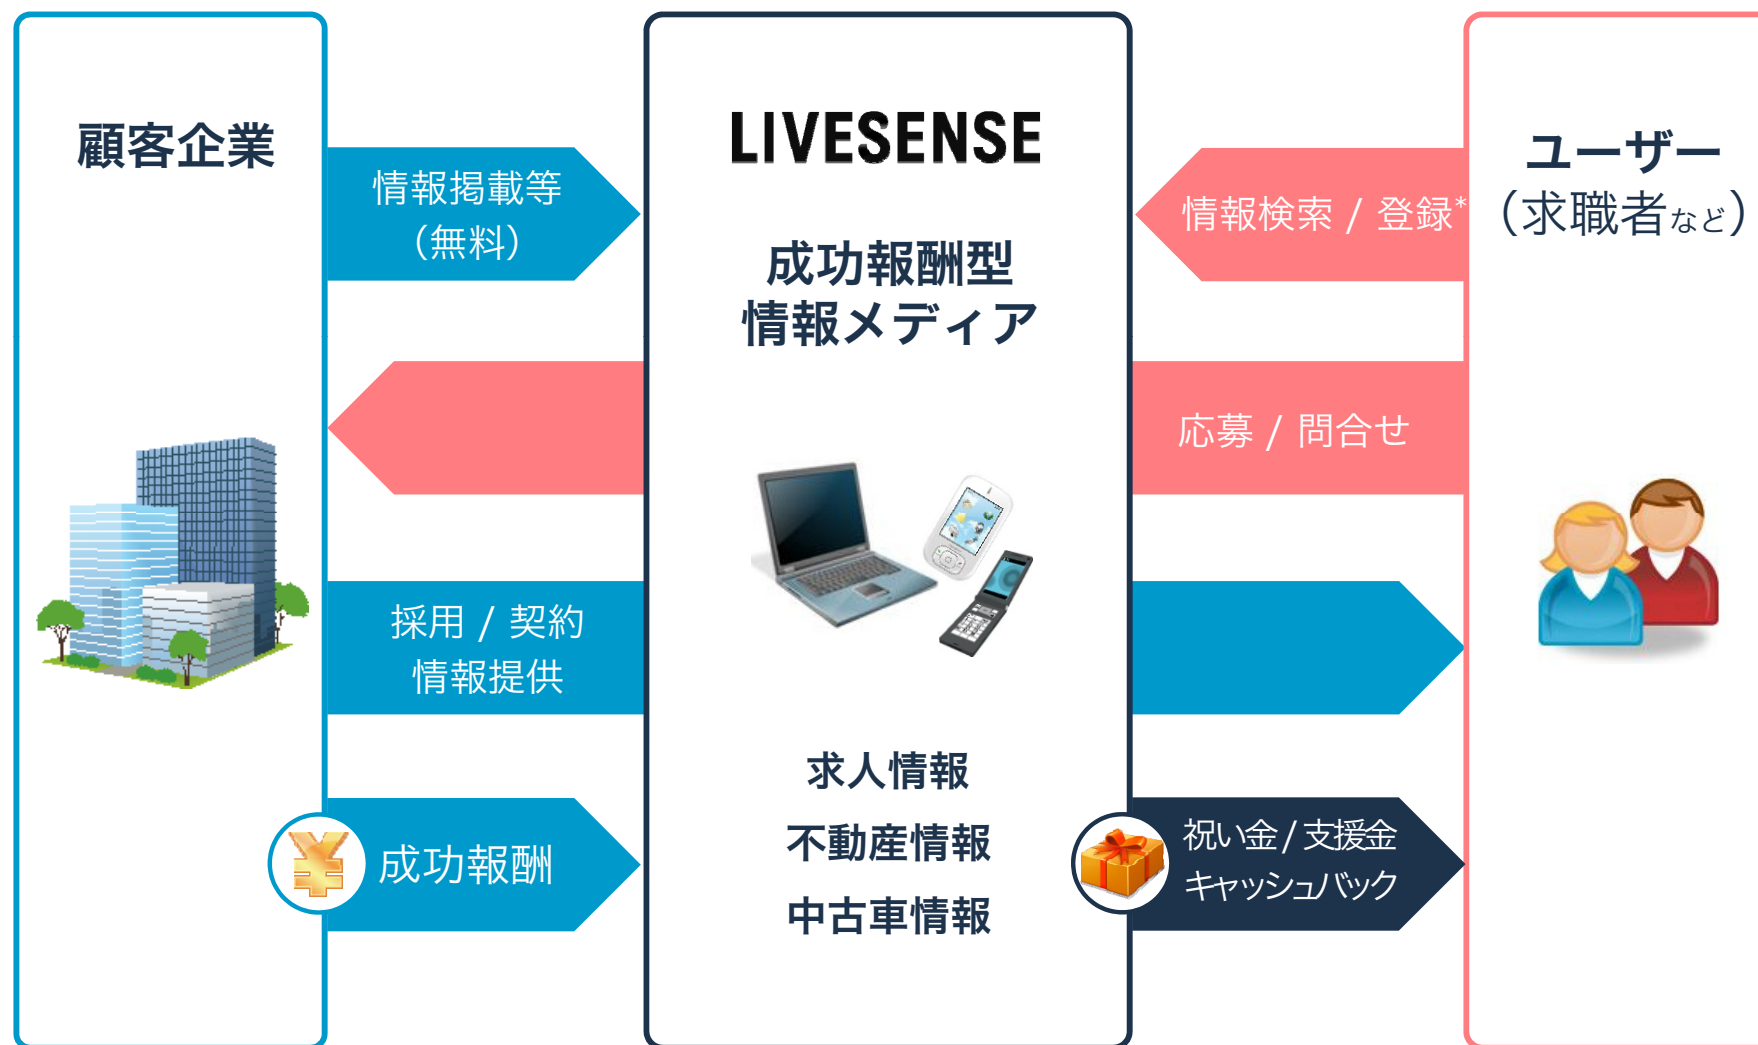 顧客企業
情報掲載等
（無料）
LIVESENSE
成功報酬型
情報メディア
情報検索 / 登録*
ユーザー
（求職者など）
応募 / 問合せ
採用 / 契約
情報提供
求人情報
不動産情報
中古車情報
成功報酬
祝い金 / 支援金
キャッシュバック